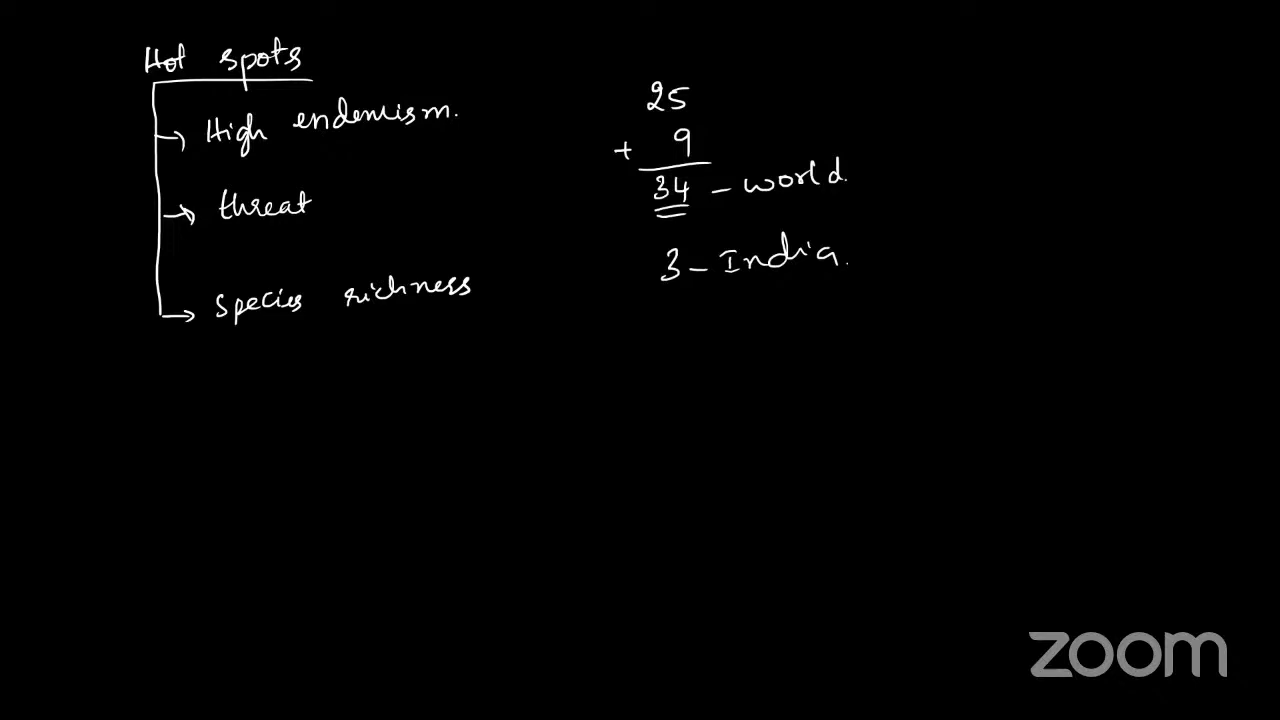 Hot spots
→ High endemism.
→ threat
→ species richness
25
+ 9
34 - world.
3 - India.
zoom